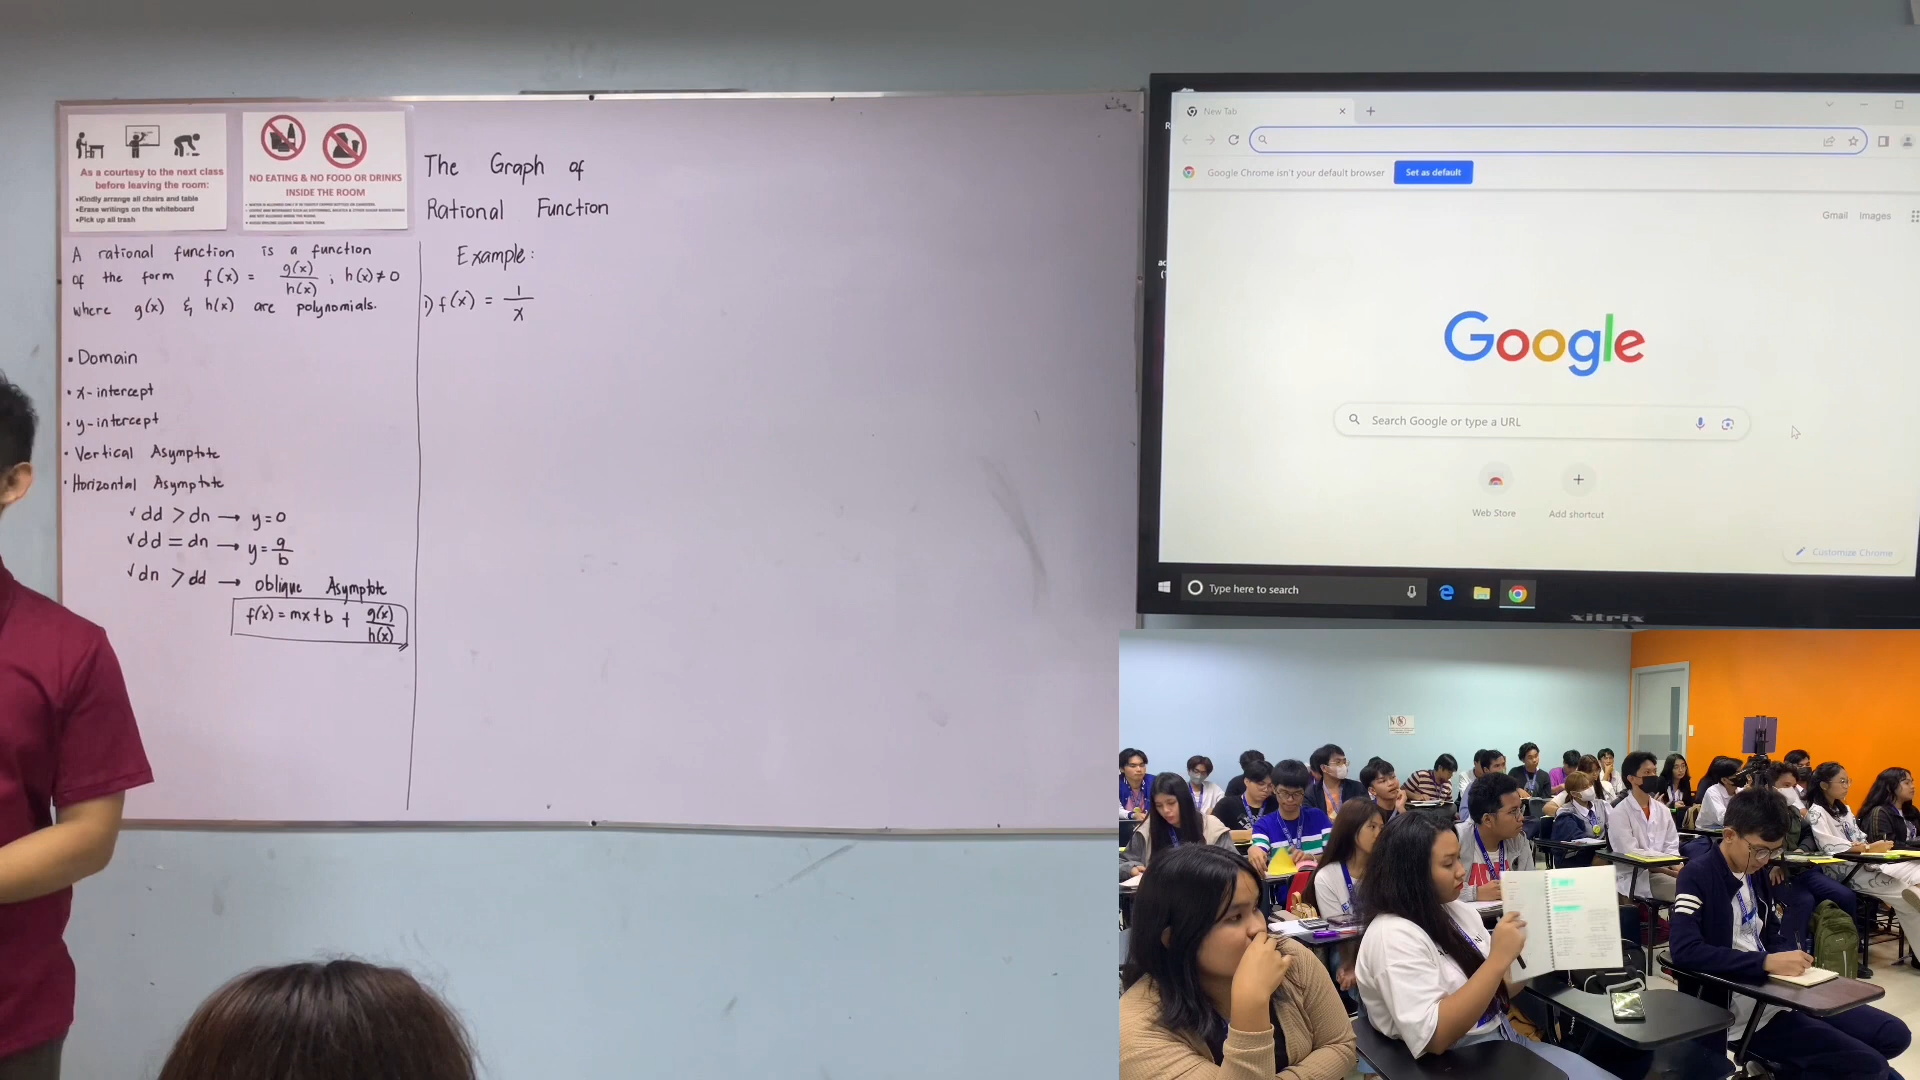 As a courtesy to the next class
before leaving the room:
•Kindly arrange all chairs and table
•Erase writings on the whiteboard
•Pick up all trash
NO EATING & NO FOOD OR DRINKS
INSIDE THE ROOM
The Graph of
Rational Function
A rational function is a function
of the form f(x) = g(x)/h(x) ; h(x)≠0
where g(x) & h(x) are polynomials.
• Domain
• x-intercept
• y-intercept
• Vertical Asymptote
• Horizontal Asymptote
✓ dd > dn → y=0
✓ dd = dn → y=a/b
✓ dn > dd → oblique Asymptote
f(x) = mx+b + g(x)/h(x)
Example:
1) f(x) = 1/x
New Tab
Google Chrome isn't your default browser
Set as default
Gmail Images
Google
Search Google or type a URL
Web Store
Add shortcut
Customize Chrome
Type here to search
xitrix